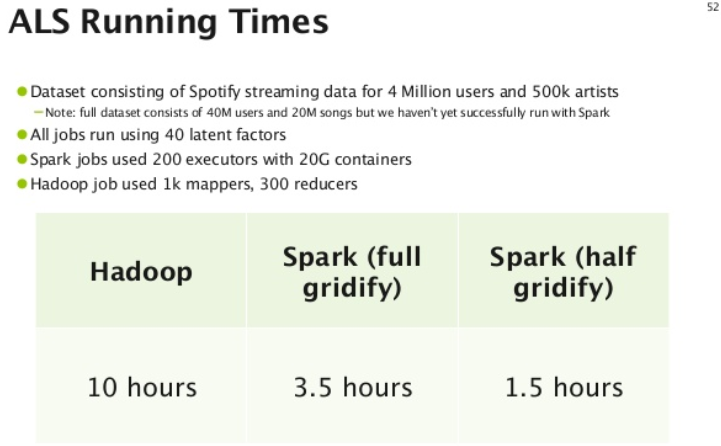 52
ALS Running Times
● Dataset consisting of Spotify streaming data for 4 Million users and 500k artists
– Note: full dataset consists of 40M users and 20M songs but we haven't yet successfully run with Spark
● All jobs run using 40 latent factors
● Spark jobs used 200 executors with 20G containers
● Hadoop job used 1k mappers, 300 reducers
Hadoop
Spark (full
gridify)
Spark (half
gridify)
10 hours
3.5 hours
1.5 hours